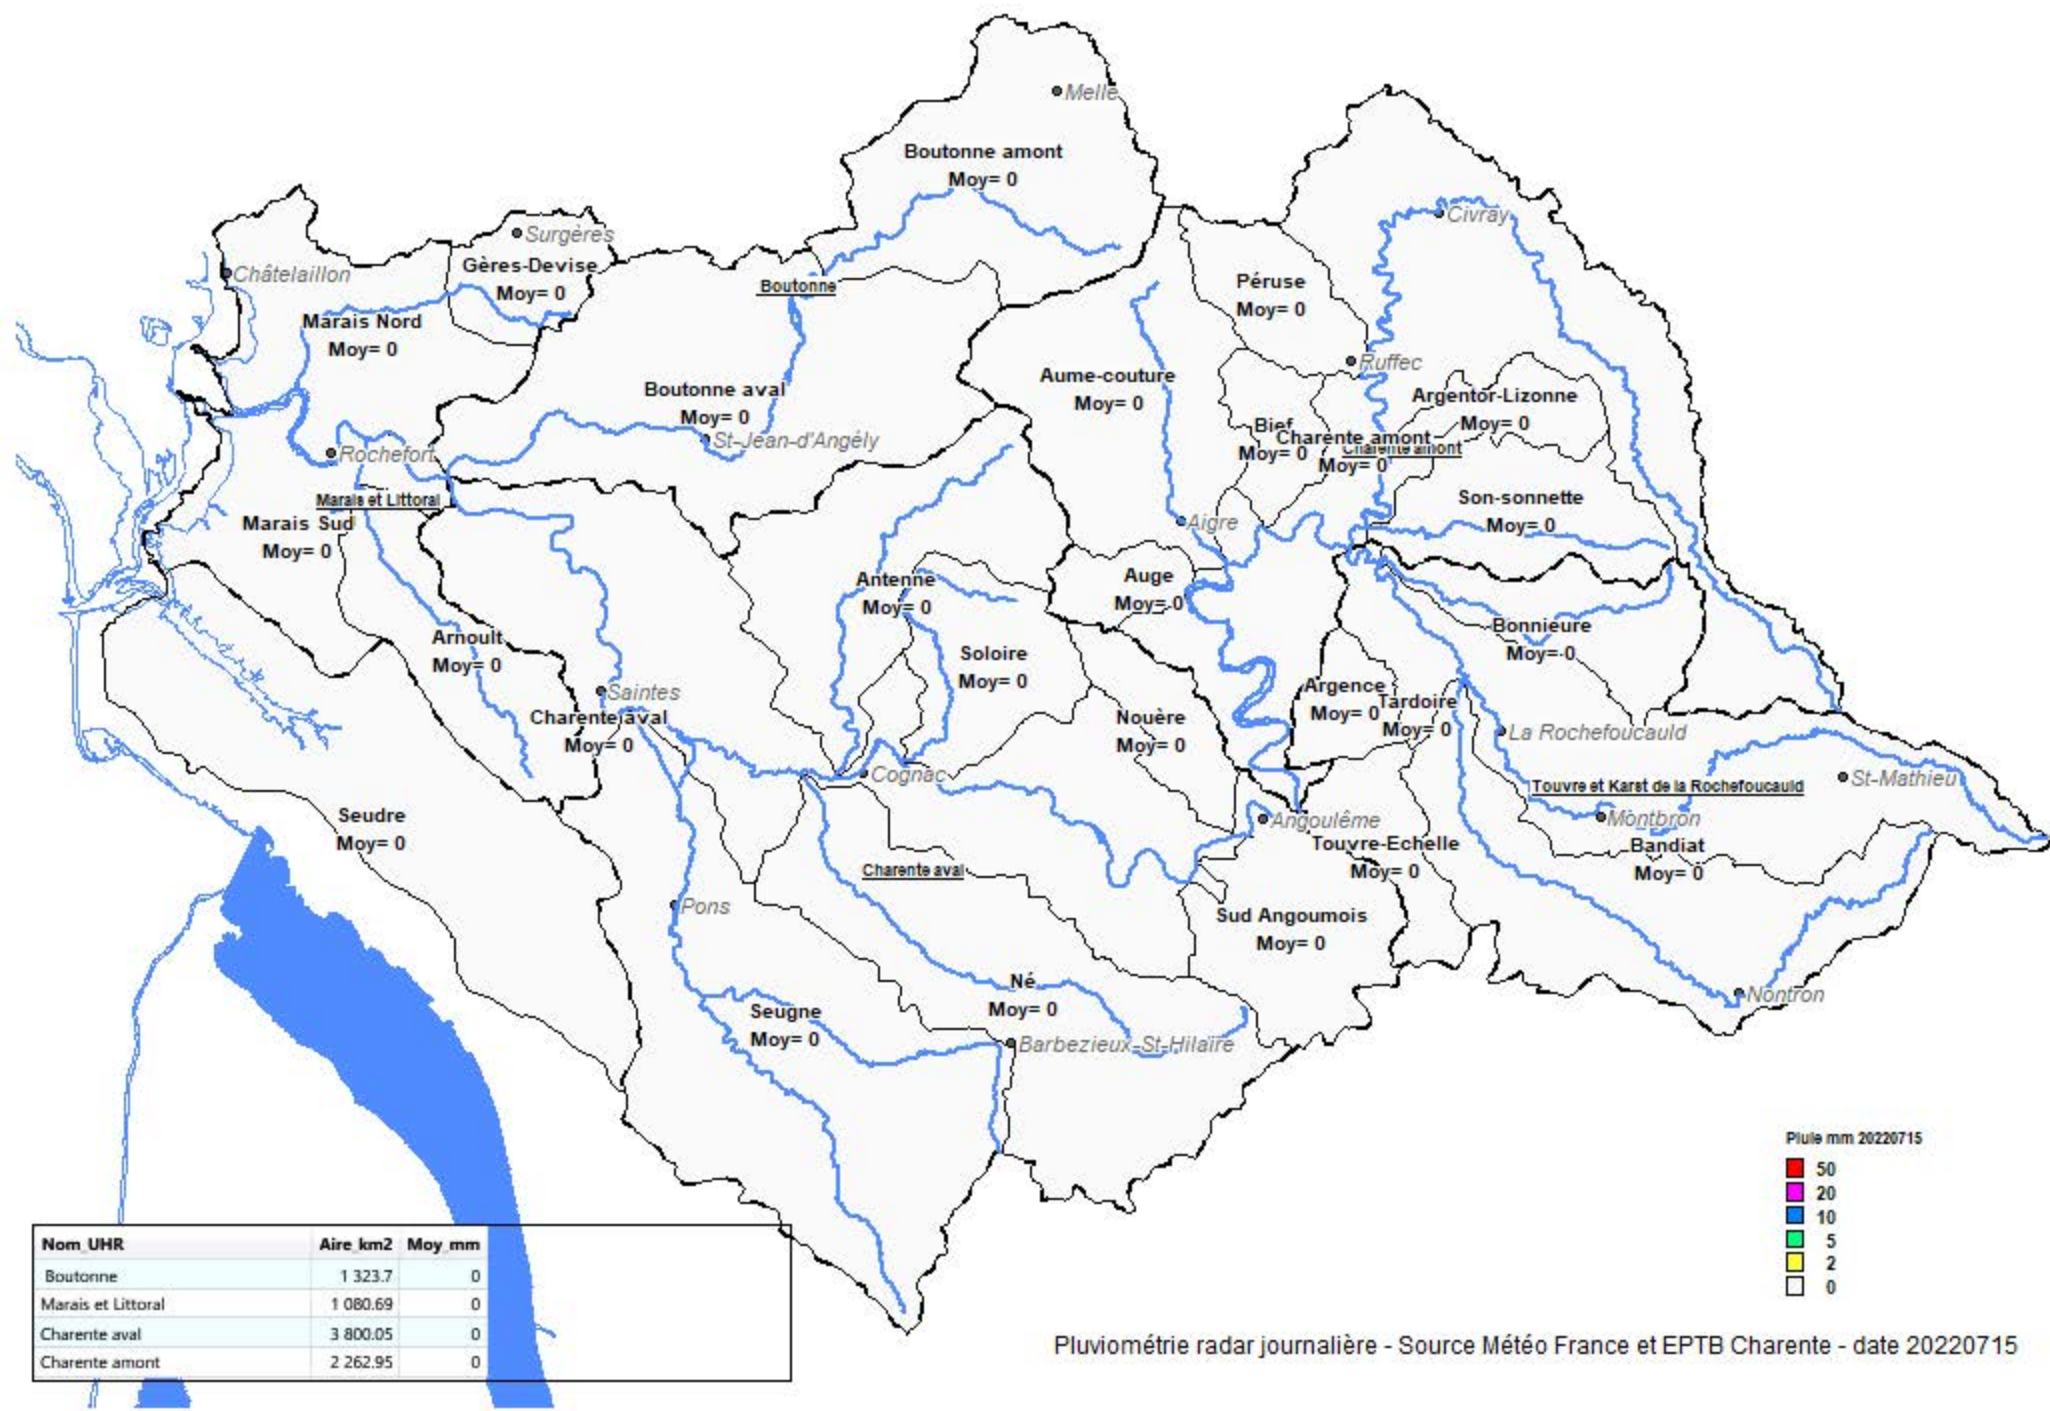 Melle
Boutonne amont
Moy= 0
Civray
Surgères
Châtelaillon
Gères-Devise
Moy= 0
Boutonne
Péruse
Moy= 0
Marais Nord
Moy= 0
Ruffec
Aume-couture
Moy= 0
Boutonne aval
Moy= 0
Argentor-Lizonne
Moy= 0
St-Jean-d'Angély
Bief
Moy= 0
Charente amont
Moy= 0
Charente amont
Rochefort
Marais et Littoral
Marais Sud
Moy= 0
Son-sonnette
Moy= 0
Aigre
Antenne
Moy= 0
Auge
Moy= 0
Bonnieure
Moy= 0
Arnoult
Moy= 0
Soloire
Moy= 0
Saintes
Charente aval
Moy= 0
Nouère
Moy= 0
Argence
Moy= 0
Tardoire
Moy= 0
La Rochefoucauld
Cognac
Touvre et Karst de la Rochefoucauld
St-Mathieu
Seudre
Moy= 0
Angoulême
Montbron
Touvre-Echelle
Moy= 0
Bandiat
Moy= 0
Charente aval
Pons
Sud Angoumois
Moy= 0
Né
Moy= 0
Nontron
Seugne
Moy= 0
Barbezieux-St-Hilaire
Pluie mm 20220715
50
20
10
5
2
0
Nom_UHR Aire_km2 Moy_mm
Boutonne 1 323.7 0
Marais et Littoral 1 080.69 0
Charente aval 3 800.05 0
Charente amont 2 262.95 0
Pluviométrie radar journalière - Source Météo France et EPTB Charente - date 20220715